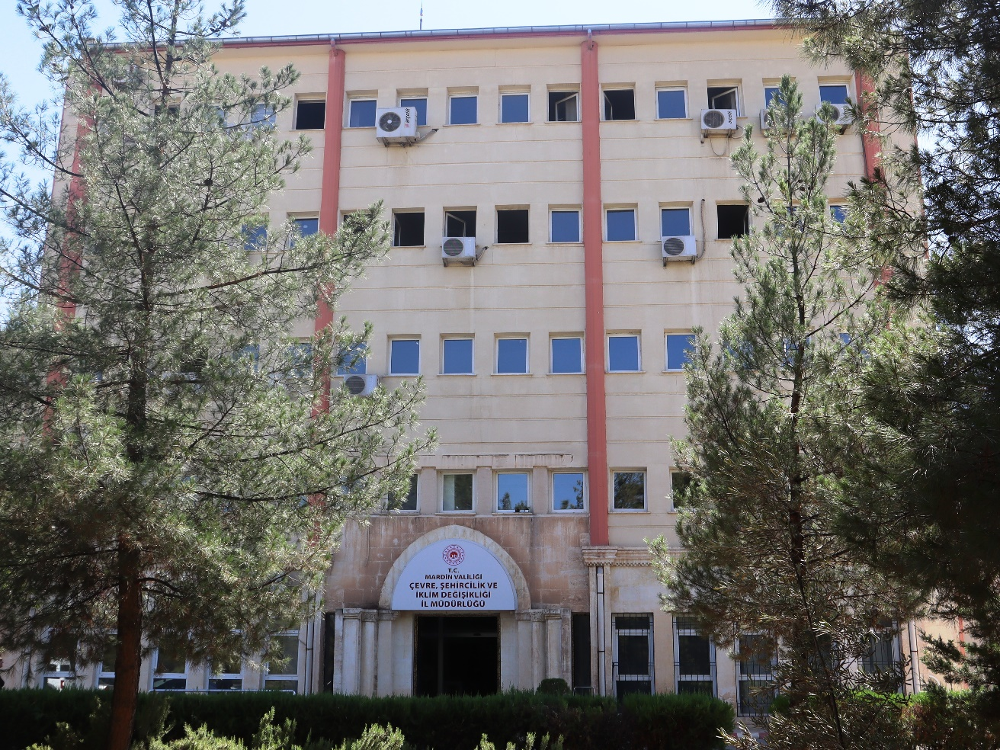 T.C.
MARDİN VALİLİĞİ
ÇEVRE, ŞEHİRCİLİK VE
İKLİM DEĞİŞİKLİĞİ
İL MÜDÜRLÜĞÜ